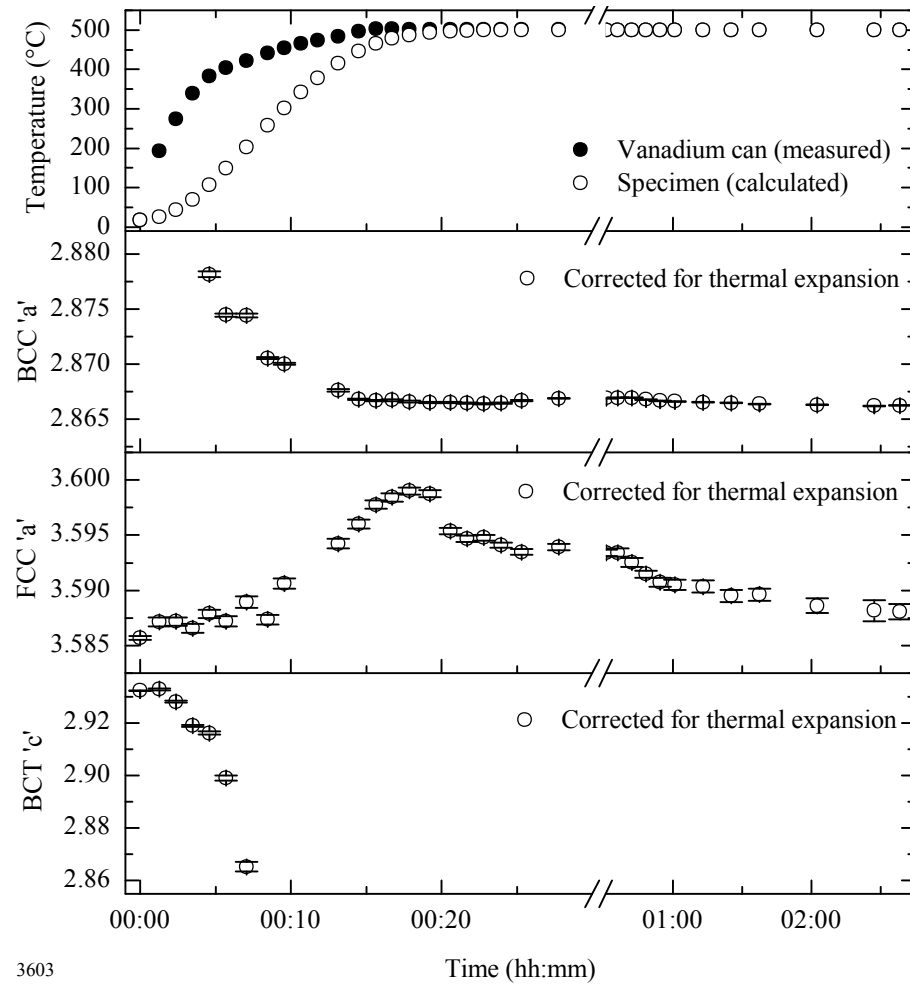 500
400
300
200
100
0
Temperature (°C)
Vanadium can (measured)
Specimen (calculated)
2.880
2.875
2.870
2.865
BCC 'a'
Corrected for thermal expansion
3.600
3.595
3.590
3.585
FCC 'a'
Corrected for thermal expansion
2.92
2.90
2.88
2.86
BCT 'c'
Corrected for thermal expansion
00:00 00:10 00:20 01:00 02:00
Time (hh:mm)
3603